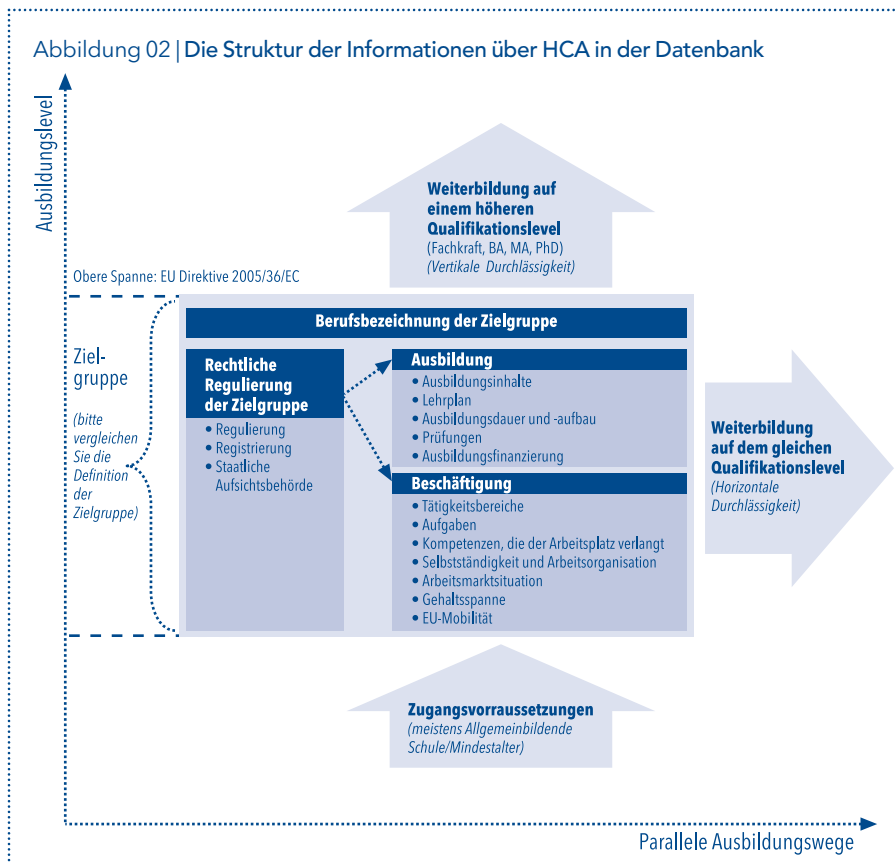 Abbildung 02 | Die Struktur der Informationen über HCA in der Datenbank
Ausbildungslevel
Weiterbildung auf
einem höheren
Qualifikationslevel
(Fachkraft, BA, MA, PhD)
(Vertikale Durchlässigkeit)
Obere Spanne: EU Direktive 2005/36/EC
Ziel-
gruppe
(bitte
vergleichen
Sie die
Definition
der
Zielgruppe)
Berufsbezeichnung der Zielgruppe
Rechtliche
Regulierung
der Zielgruppe
• Regulierung
• Registrierung
• Staatliche
Aufsichtsbehörde
Ausbildung
• Ausbildungsinhalte
• Lehrplan
• Ausbildungsdauer und -aufbau
• Prüfungen
• Ausbildungsfinanzierung
Beschäftigung
• Tätigkeitsbereiche
• Aufgaben
• Kompetenzen, die der Arbeitsplatz verlangt
• Selbstständigkeit und Arbeitsorganisation
• Arbeitsmarktsituation
• Gehaltsspanne
• EU-Mobilität
Weiterbildung
auf dem gleichen
Qualifikationslevel
(Horizontale
Durchlässigkeit)
Zugangsvorraussetzungen
(meistens Allgemeinbildende
Schule/Mindestalter)
Parallele Ausbildungswege